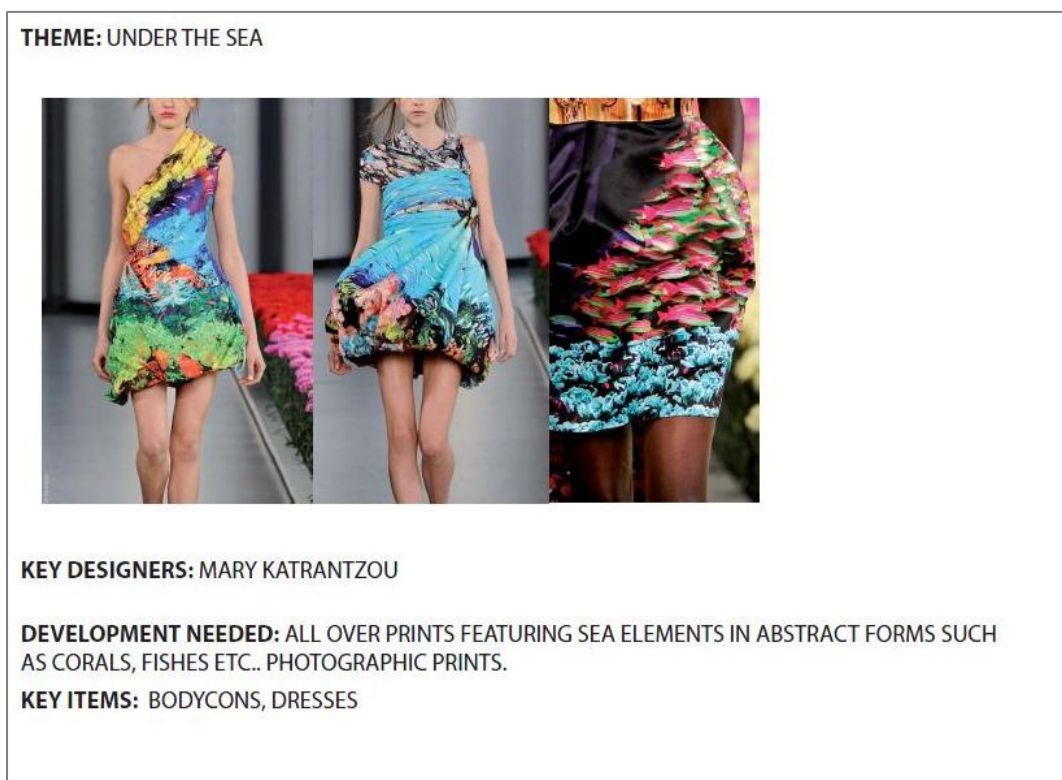 THEME: UNDER THE SEA
KEY DESIGNERS: MARY KATRANTZOU
DEVELOPMENT NEEDED: ALL OVER PRINTS FEATURING SEA ELEMENTS IN ABSTRACT FORMS SUCH
AS CORALS, FISHES ETC.. PHOTOGRAPHIC PRINTS.
KEY ITEMS: BODYCONS, DRESSES